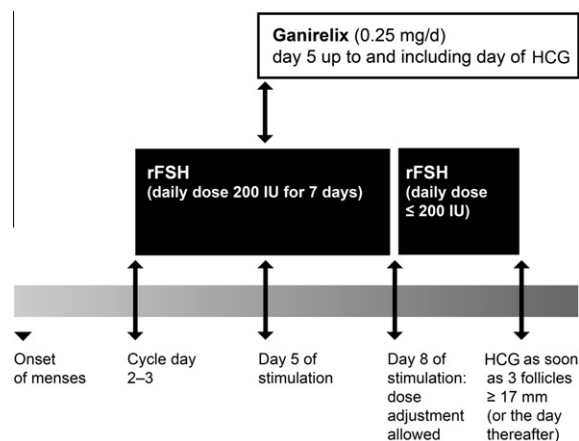 Ganirelix (0.25 mg/d)
day 5 up to and including day of HCG
rFSH
(daily dose 200 IU for 7 days)
rFSH
(daily dose
≤ 200 IU)
Onset
of menses
Cycle day
2–3
Day 5 of
stimulation
Day 8 of
stimulation:
dose
adjustment
allowed
HCG as soon
as 3 follicles
≥ 17 mm
(or the day
thereafter)